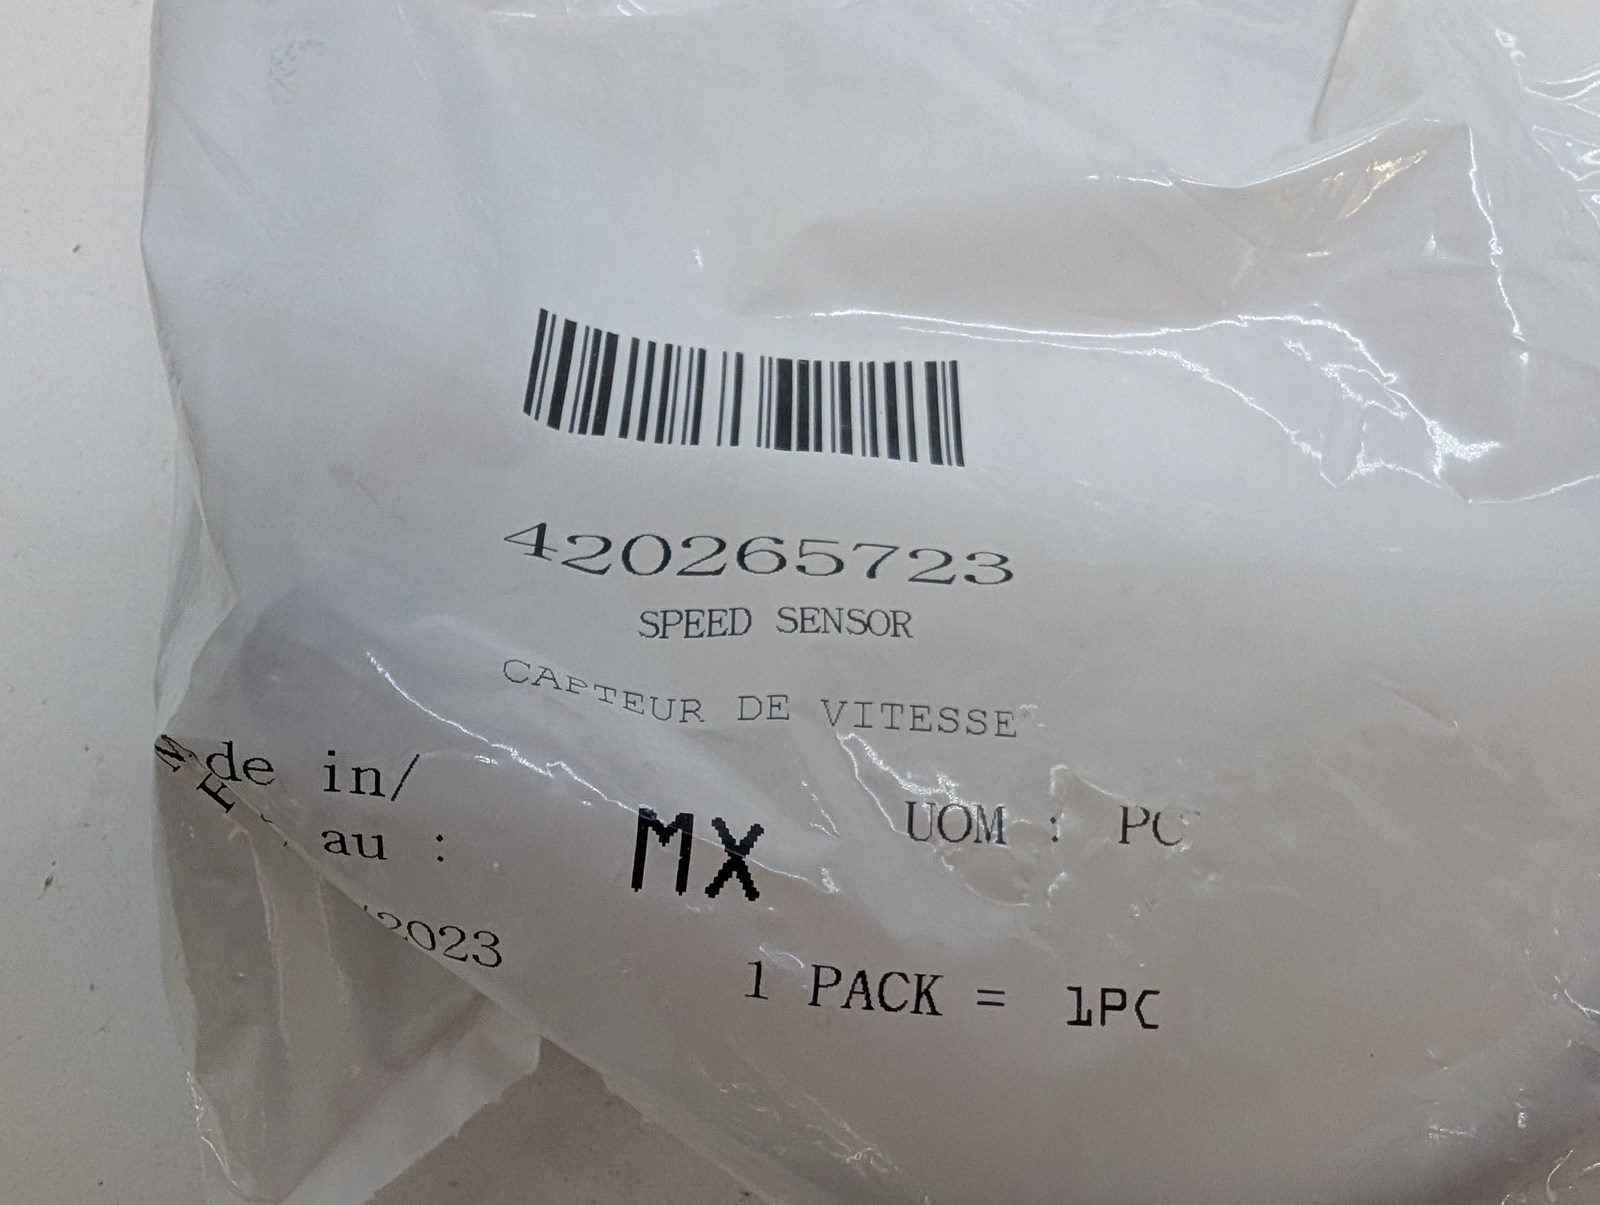 420265723
SPEED SENSOR
CAPTEUR DE VITESSE
de in/
au :
MX
UOM : PC
2023
1 PACK = 1PC